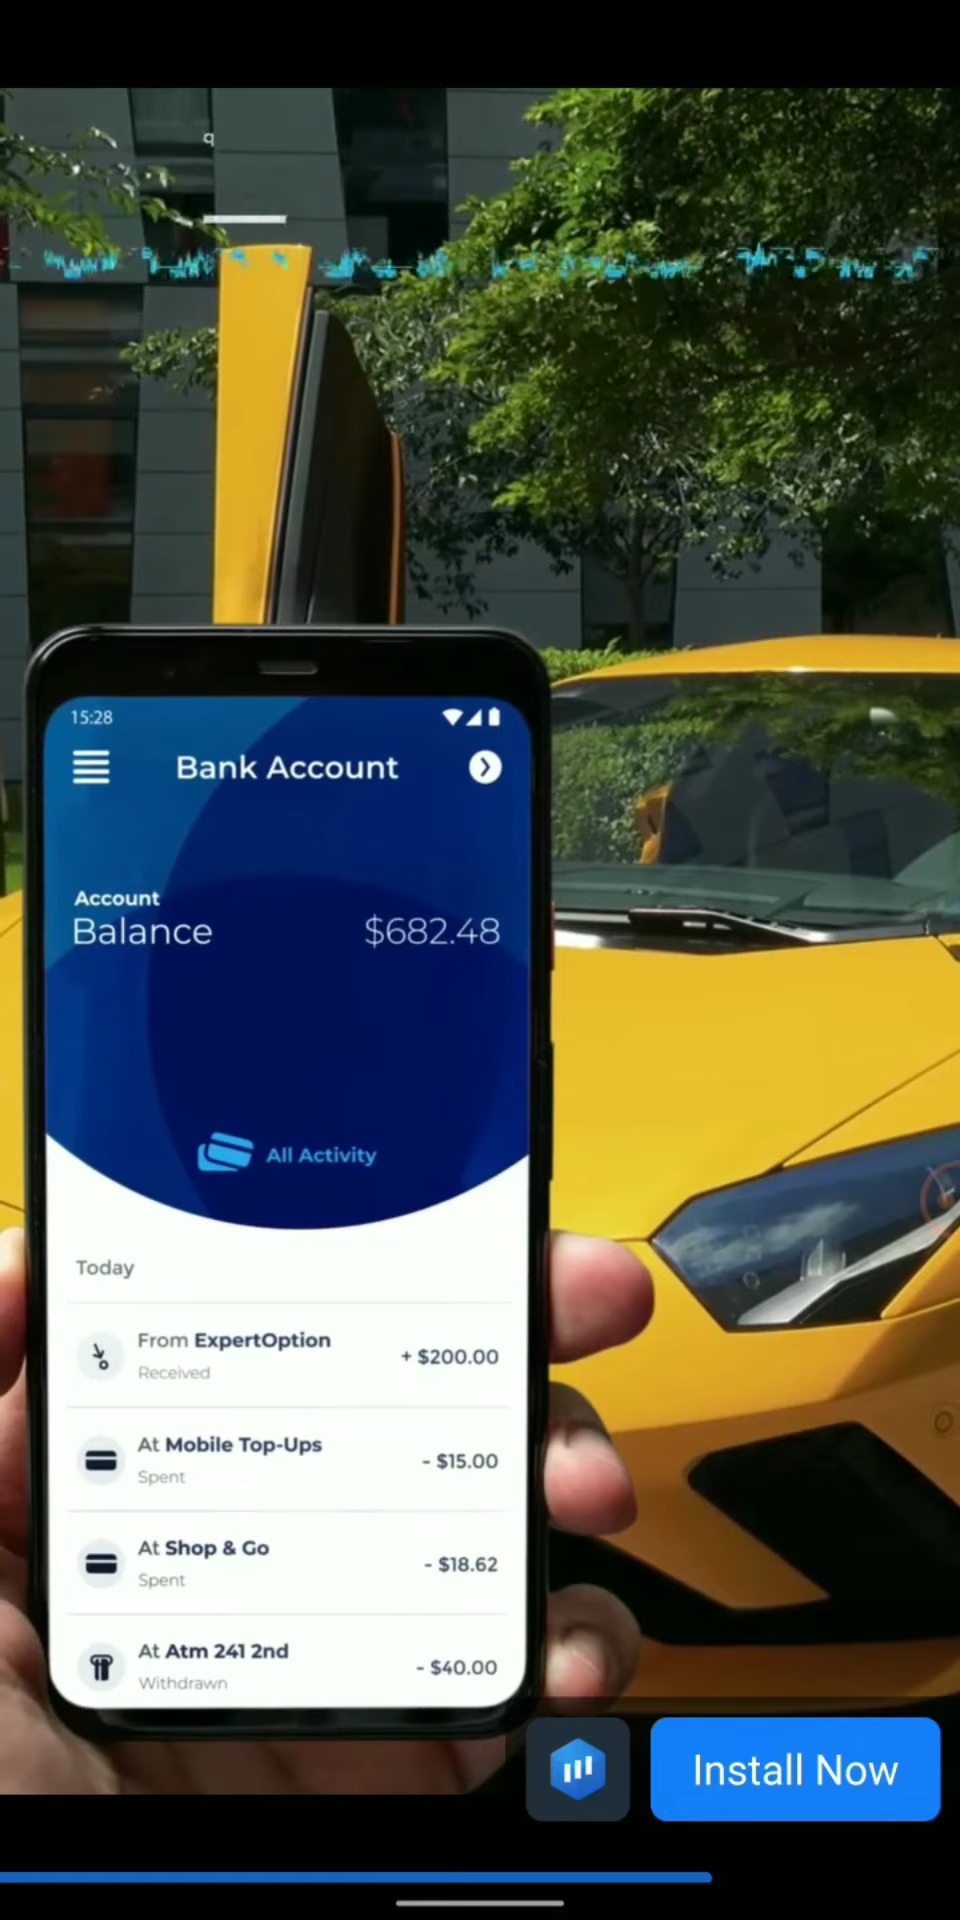 q
15:28
Bank Account
Account
Balance $682.48
All Activity
Today
From ExpertOption
+ $200.00
Received
At Mobile Top-Ups
- $15.00
Spent
At Shop & Go
- $18.62
Spent
At Atm 241 2nd
- $40.00
Withdrawn
Install Now